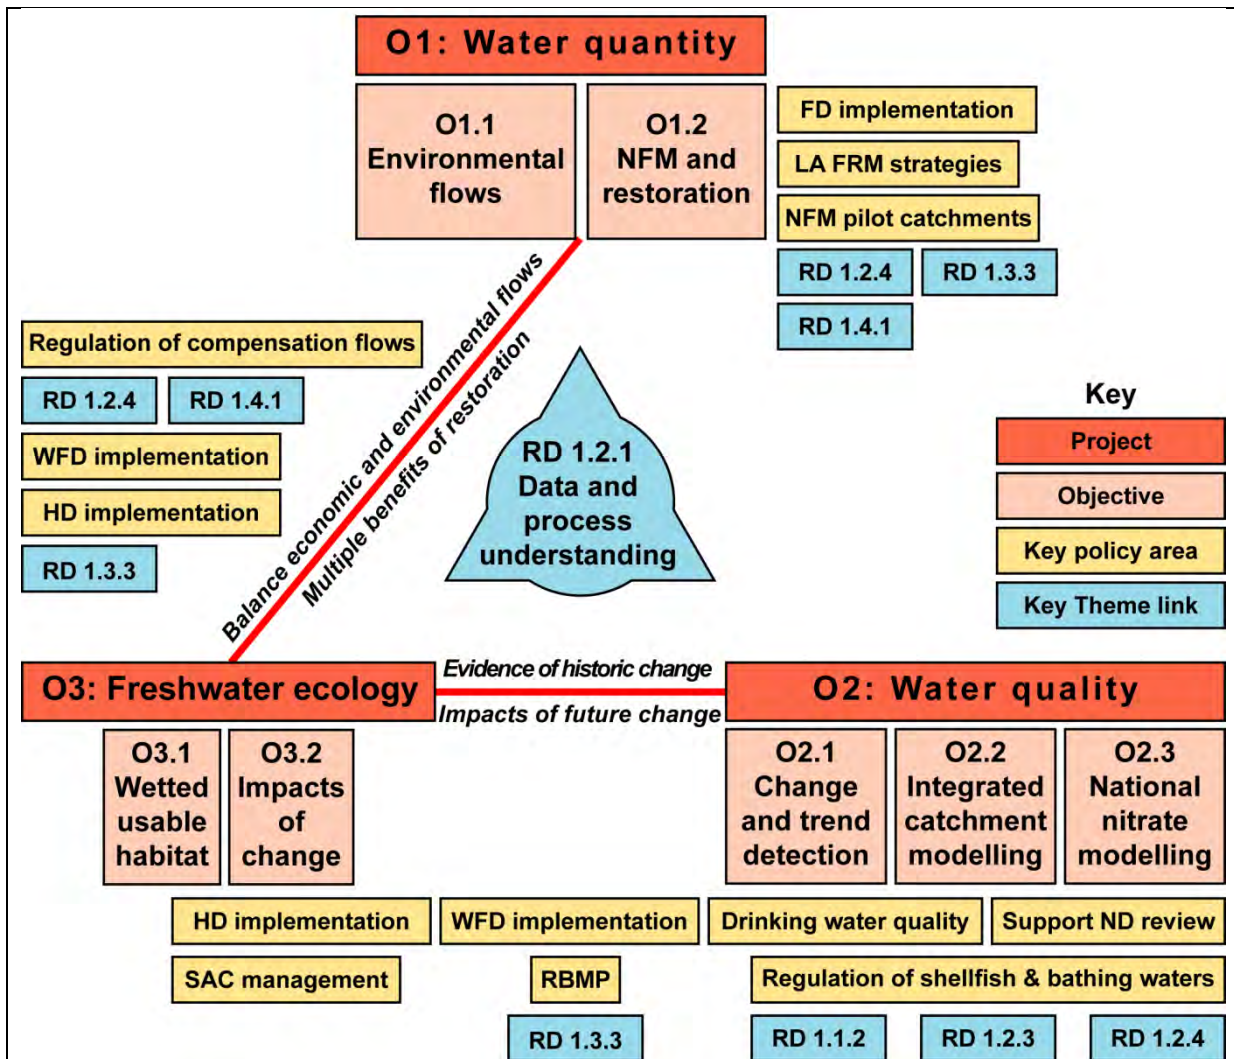 O1: Water quantity
O1.1
Environmental
flows
O1.2
NFM and
restoration
FD implementation
LA FRM strategies
NFM pilot catchments
RD 1.2.4
RD 1.3.3
RD 1.4.1
Regulation of compensation flows
RD 1.2.4
RD 1.4.1
WFD implementation
HD implementation
RD 1.3.3
Balance economic and environmental flows
Multiple benefits of restoration
RD 1.2.1
Data and
process
understanding
Key
Project
Objective
Key policy area
Key Theme link
O3: Freshwater ecology
Evidence of historic change
Impacts of future change
O2: Water quality
O3.1
Wetted
usable
habitat
O3.2
Impacts
of
change
O2.1
Change
and trend
detection
O2.2
Integrated
catchment
modelling
O2.3
National
nitrate
modelling
HD implementation
WFD implementation
Drinking water quality
Support ND review
SAC management
RBMP
Regulation of shellfish & bathing waters
RD 1.3.3
RD 1.1.2
RD 1.2.3
RD 1.2.4